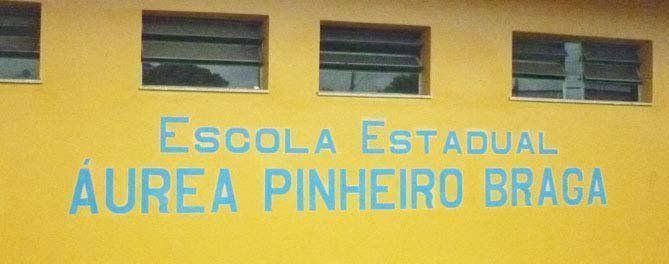 ESCOLA ESTADUAL
ÁUREA PINHEIRO BRAGA